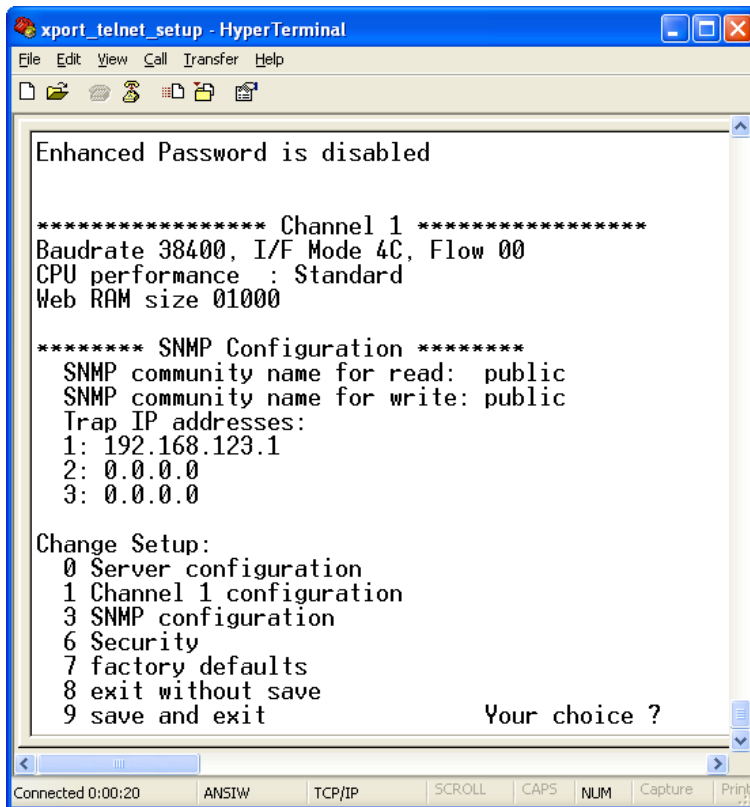 xport_telnet_setup - HyperTerminal
File Edit View Call Transfer Help
Enhanced Password is disabled
***************** Channel 1 *****************
Baudrate 38400, I/F Mode 4C, Flow 00
CPU performance  : Standard
Web RAM size 01000
******** SNMP Configuration ********
SNMP community name for read:  public
SNMP community name for write: public
Trap IP addresses:
1: 192.168.123.1
2: 0.0.0.0
3: 0.0.0.0
Change Setup:
0 Server configuration
1 Channel 1 configuration
3 SNMP configuration
6 Security
7 factory defaults
8 exit without save
9 save and exit                Your choice ?
Connected 0:00:20 ANSIW TCP/IP SCROLL CAPS NUM Capture Print